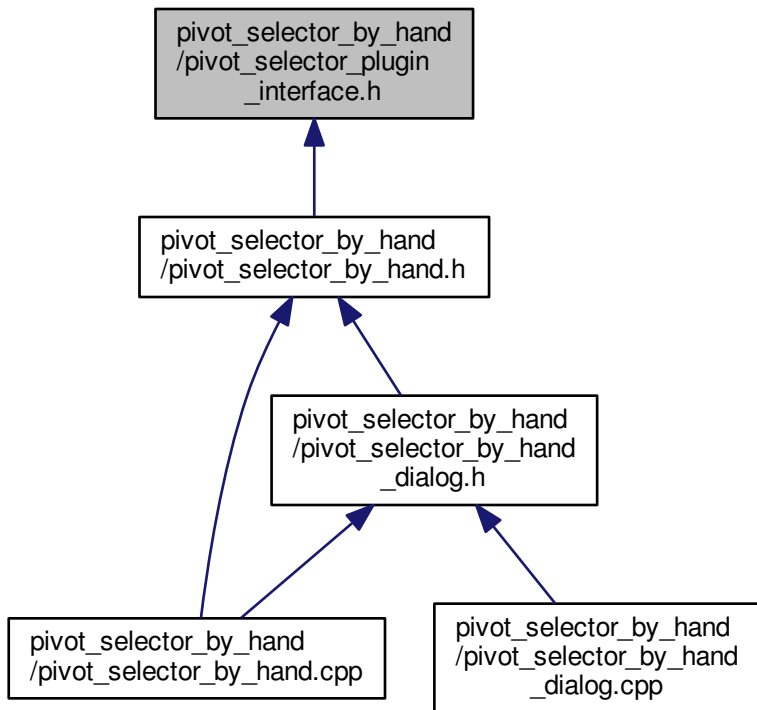 pivot_selector_by_hand
/pivot_selector_plugin
_interface.h
pivot_selector_by_hand
/pivot_selector_by_hand.h
pivot_selector_by_hand
/pivot_selector_by_hand
_dialog.h
pivot_selector_by_hand
/pivot_selector_by_hand.cpp
pivot_selector_by_hand
/pivot_selector_by_hand
_dialog.cpp